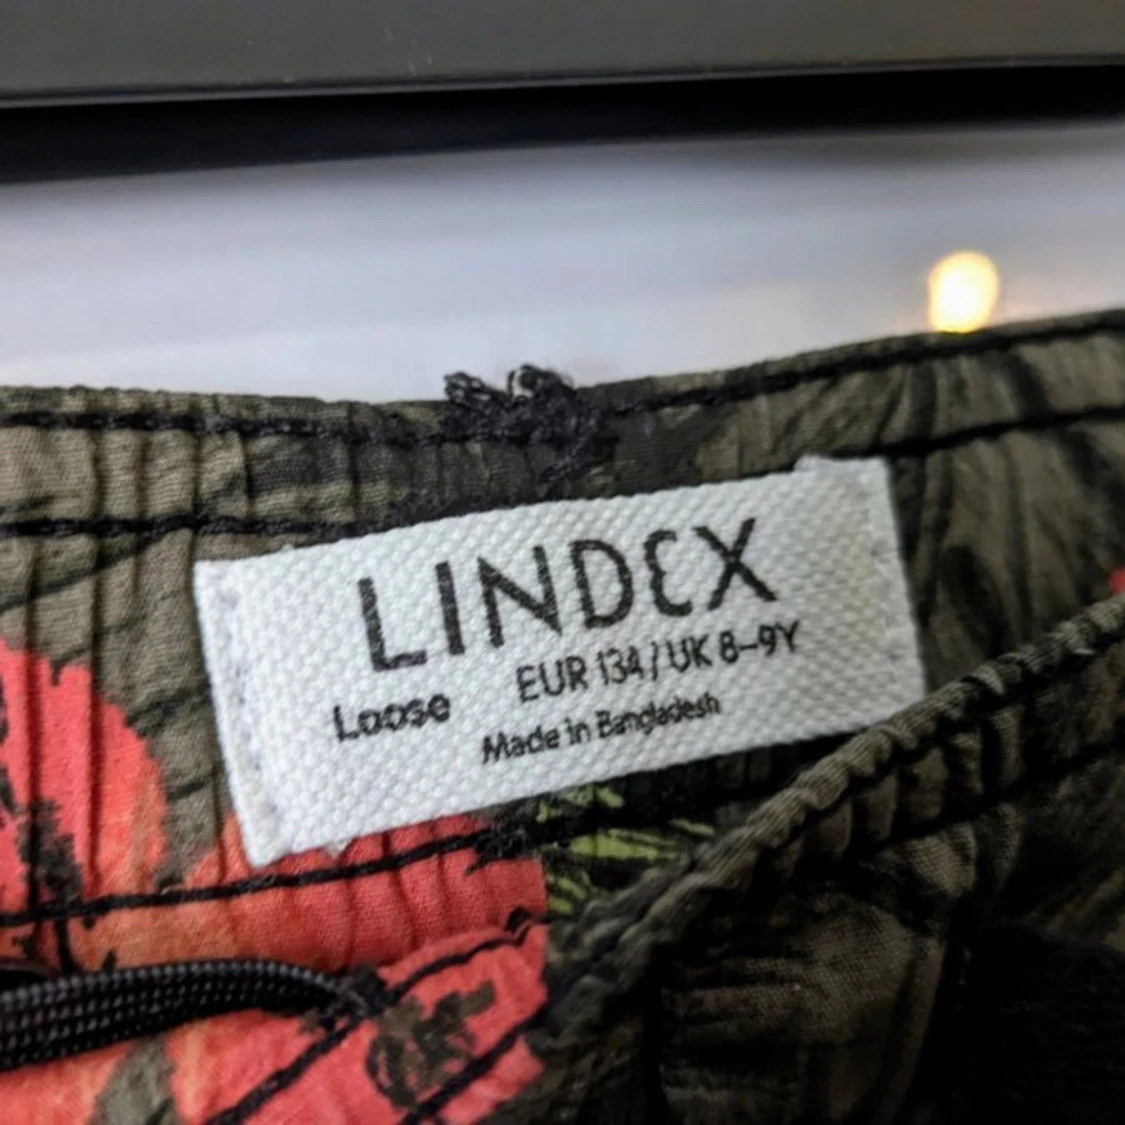 LINDEX
EUR 134/UK 8-9Y
Loose
Made in Bangladesh